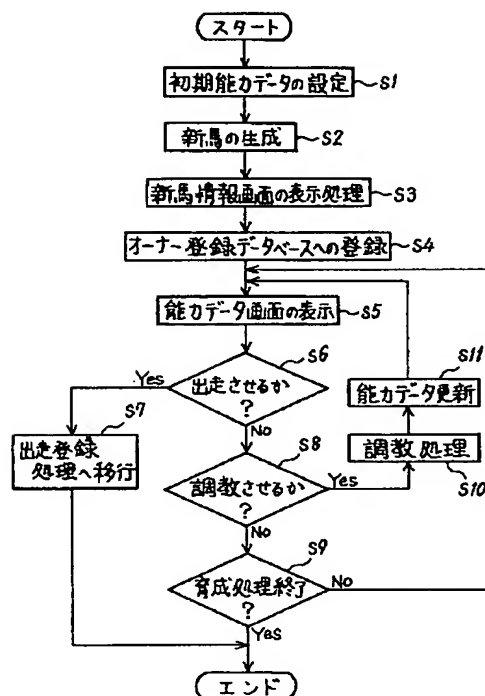 スタート
初期能力データの設定
S1
新馬の生成
S2
新馬情報画面の表示処理
S3
オーナー登録データベースへの登録
S4
能力データ画面の表示
S5
S6
出走させるか
?
Yes
No
S7
出走登録
処理へ移行
S8
調教させるか
?
Yes
No
S11
能力データ更新
調教処理
S10
S9
育成処理終了
?
No
Yes
エンド